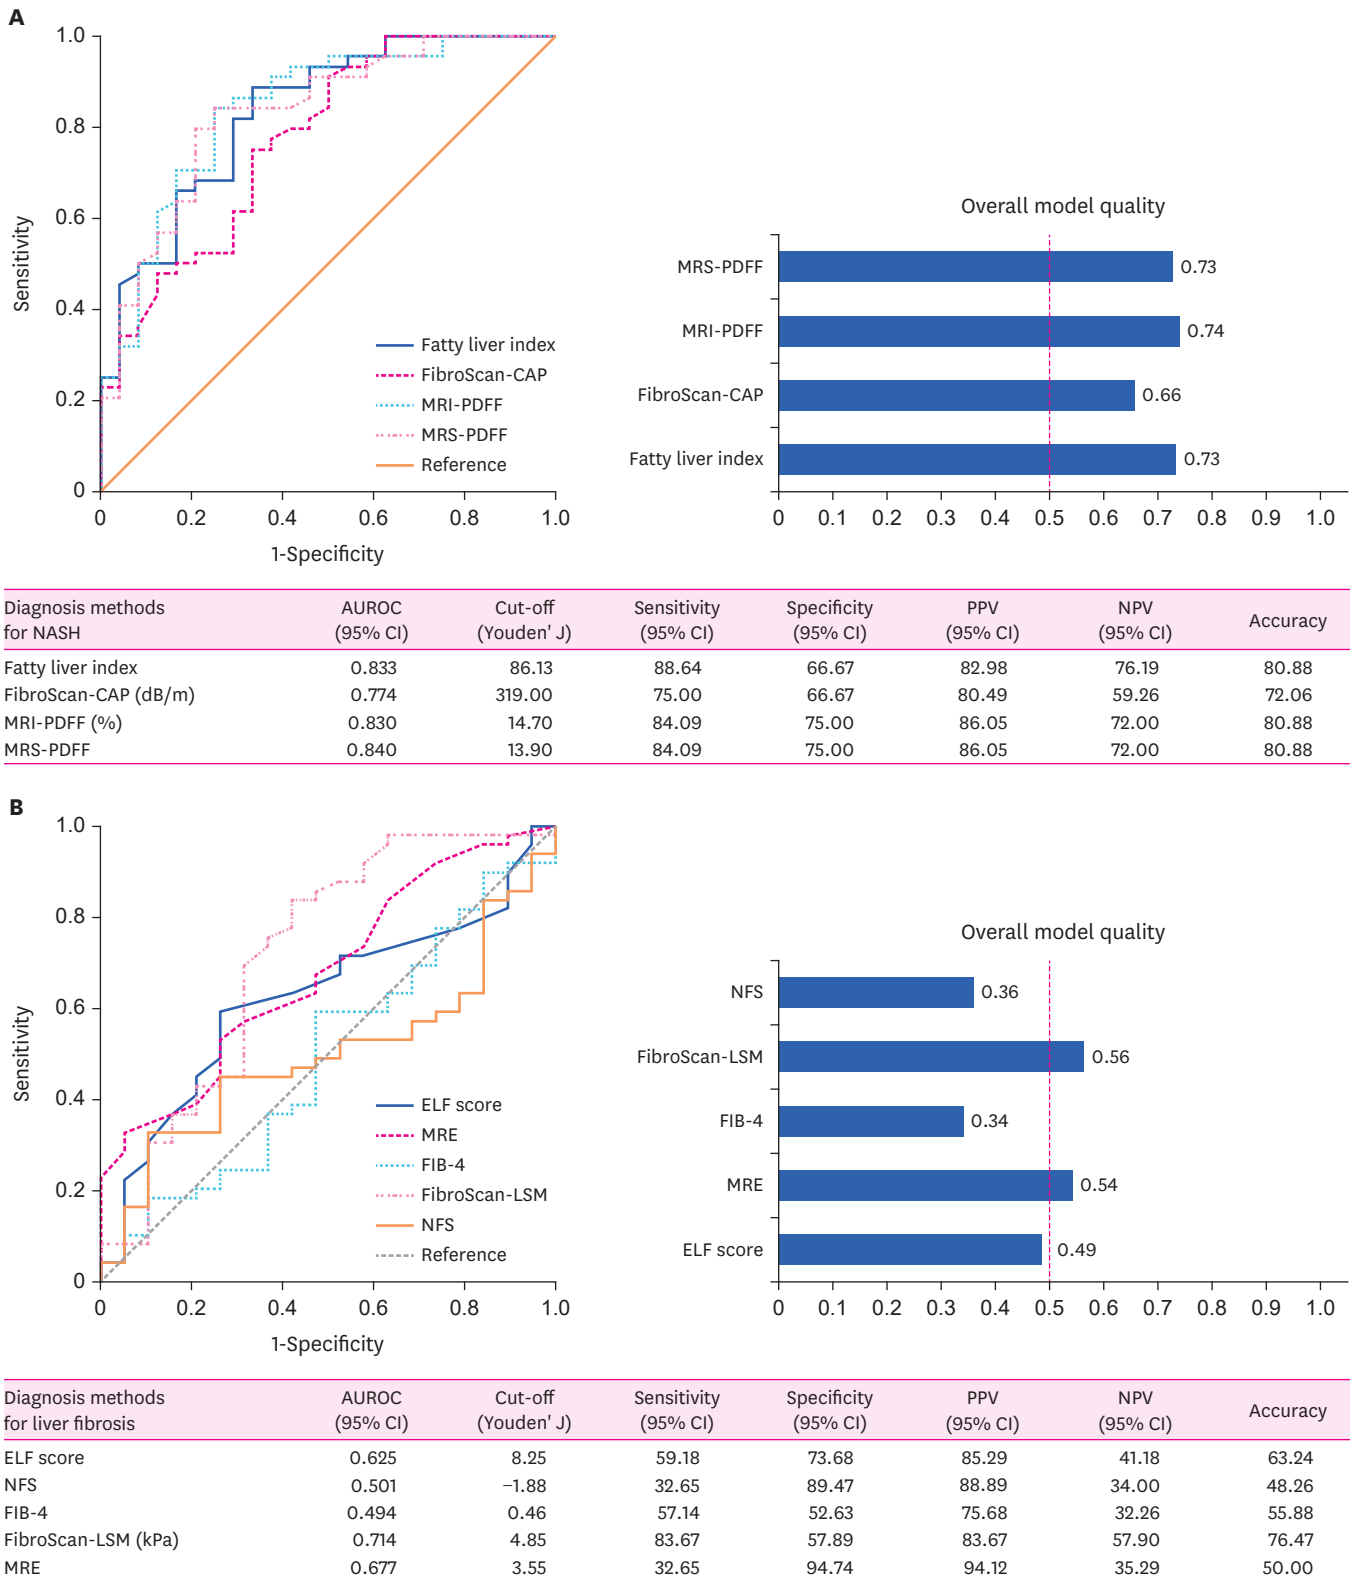 A
1.0
0.8
0.6
0.4
0.2
0
Sensitivity
Fatty liver index
FibroScan-CAP
MRI-PDFF
MRS-PDFF
Reference
0 0.2 0.4 0.6 0.8 1.0
1-Specificity
Overall model quality
MRS-PDFF 0.73
MRI-PDFF 0.74
FibroScan-CAP 0.66
Fatty liver index 0.73
0 0.1 0.2 0.3 0.4 0.5 0.6 0.7 0.8 0.9 1.0
Diagnosis methods for NASH AUROC (95% CI) Cut-off (Youden' J) Sensitivity (95% CI) Specificity (95% CI) PPV (95% CI) NPV (95% CI) Accuracy
Fatty liver index 0.833 86.13 88.64 66.67 82.98 76.19 80.88
FibroScan-CAP (dB/m) 0.774 319.00 75.00 66.67 80.49 59.26 72.06
MRI-PDFF (%) 0.830 14.70 84.09 75.00 86.05 72.00 80.88
MRS-PDFF 0.840 13.90 84.09 75.00 86.05 72.00 80.88
B
1.0
0.8
0.6
0.4
0.2
0
Sensitivity
ELF score
MRE
FIB-4
FibroScan-LSM
NFS
Reference
0 0.2 0.4 0.6 0.8 1.0
1-Specificity
Overall model quality
NFS 0.36
FibroScan-LSM 0.56
FIB-4 0.34
MRE 0.54
ELF score 0.49
0 0.1 0.2 0.3 0.4 0.5 0.6 0.7 0.8 0.9 1.0
Diagnosis methods for liver fibrosis AUROC (95% CI) Cut-off (Youden' J) Sensitivity (95% CI) Specificity (95% CI) PPV (95% CI) NPV (95% CI) Accuracy
ELF score 0.625 8.25 59.18 73.68 85.29 41.18 63.24
NFS 0.501 −1.88 32.65 89.47 88.89 34.00 48.26
FIB-4 0.494 0.46 57.14 52.63 75.68 32.26 55.88
FibroScan-LSM (kPa) 0.714 4.85 83.67 57.89 83.67 57.90 76.47
MRE 0.677 3.55 32.65 94.74 94.12 35.29 50.00